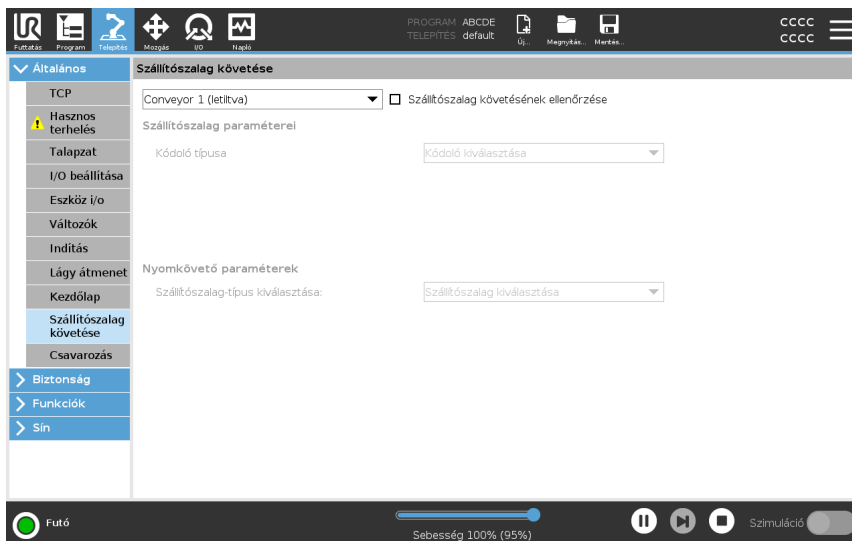 UR
Futtatás
Program
Telepítés
Mozgás
I/O
Napló
PROGRAM ABCDE
TELEPÍTÉS default
Új...
Megnyitás...
Mentés...
CCCC
CCCC
Általános
Szállítószalag követése
TCP
Hasznos
terhelés
Talapzat
I/O beállítása
Eszköz i/o
Változók
Indítás
Lágy átmenet
Kezdőlap
Szállítószalag
követése
Csavarozás
Biztonság
Funkciók
Sín
Conveyor 1 (letiltva)
Szállítószalag követésének ellenőrzése
Szállítószalag paraméterei
Kódoló típusa
Kódoló kiválasztása
Nyomkövető paraméterek
Szállítószalag-típus kiválasztása:
Szállítószalag kiválasztása
Futó
Sebesség 100% (95%)
Szimuláció